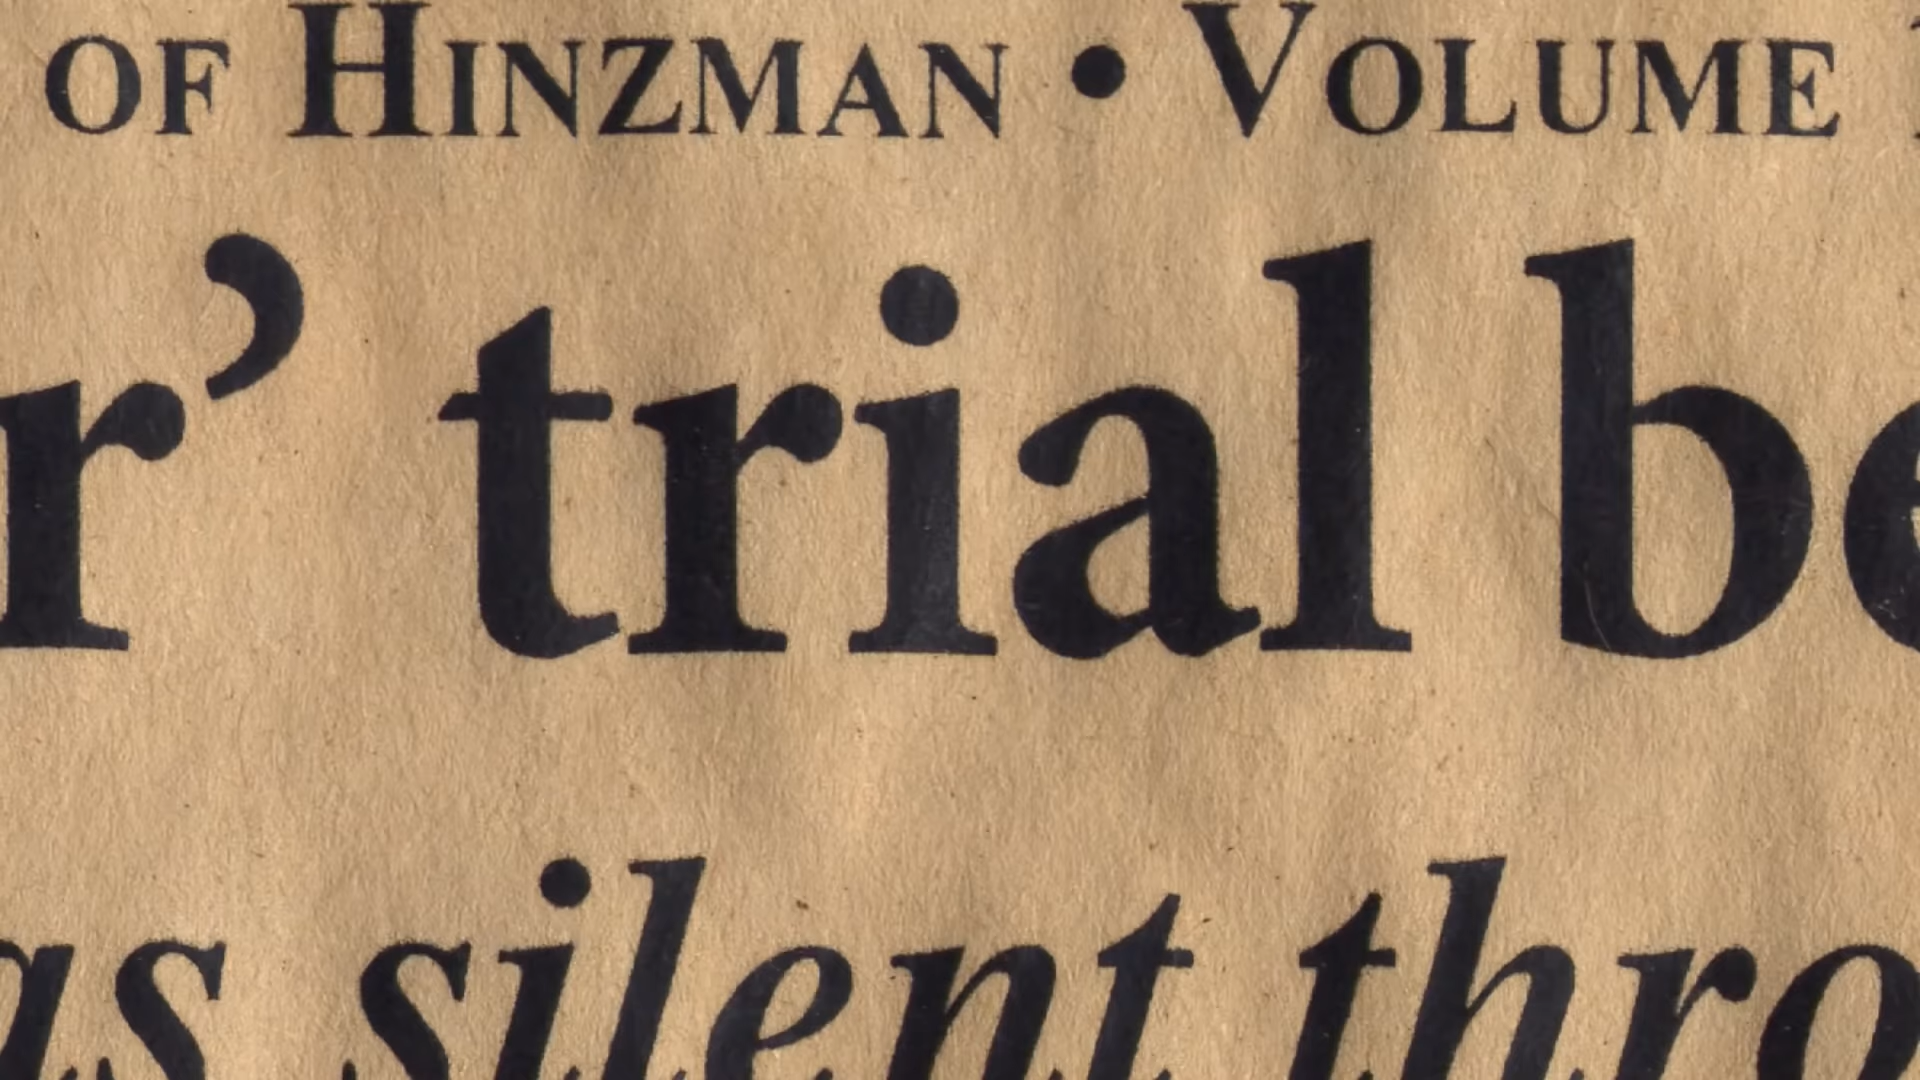 OF HINZMAN • VOLUME
r’ trial be
as silent thro